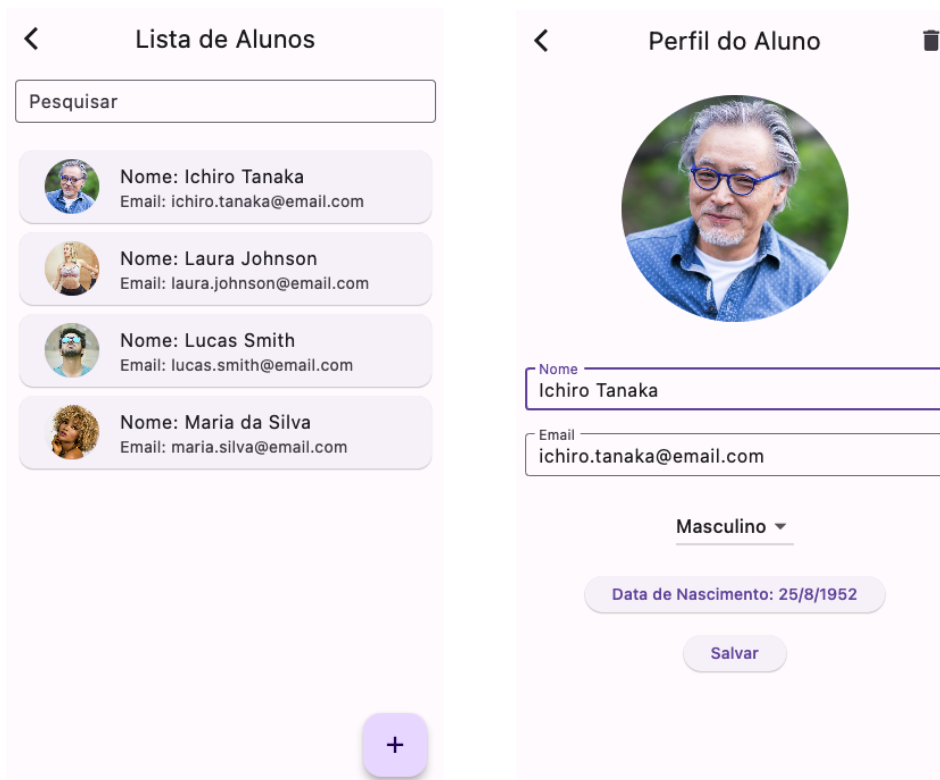 Lista de Alunos
Pesquisar
Nome: Ichiro Tanaka
Email: ichiro.tanaka@email.com
Nome: Laura Johnson
Email: laura.johnson@email.com
Nome: Lucas Smith
Email: lucas.smith@email.com
Nome: Maria da Silva
Email: maria.silva@email.com
+
Perfil do Aluno
Nome
Ichiro Tanaka
Email
ichiro.tanaka@email.com
Masculino
Data de Nascimento: 25/8/1952
Salvar